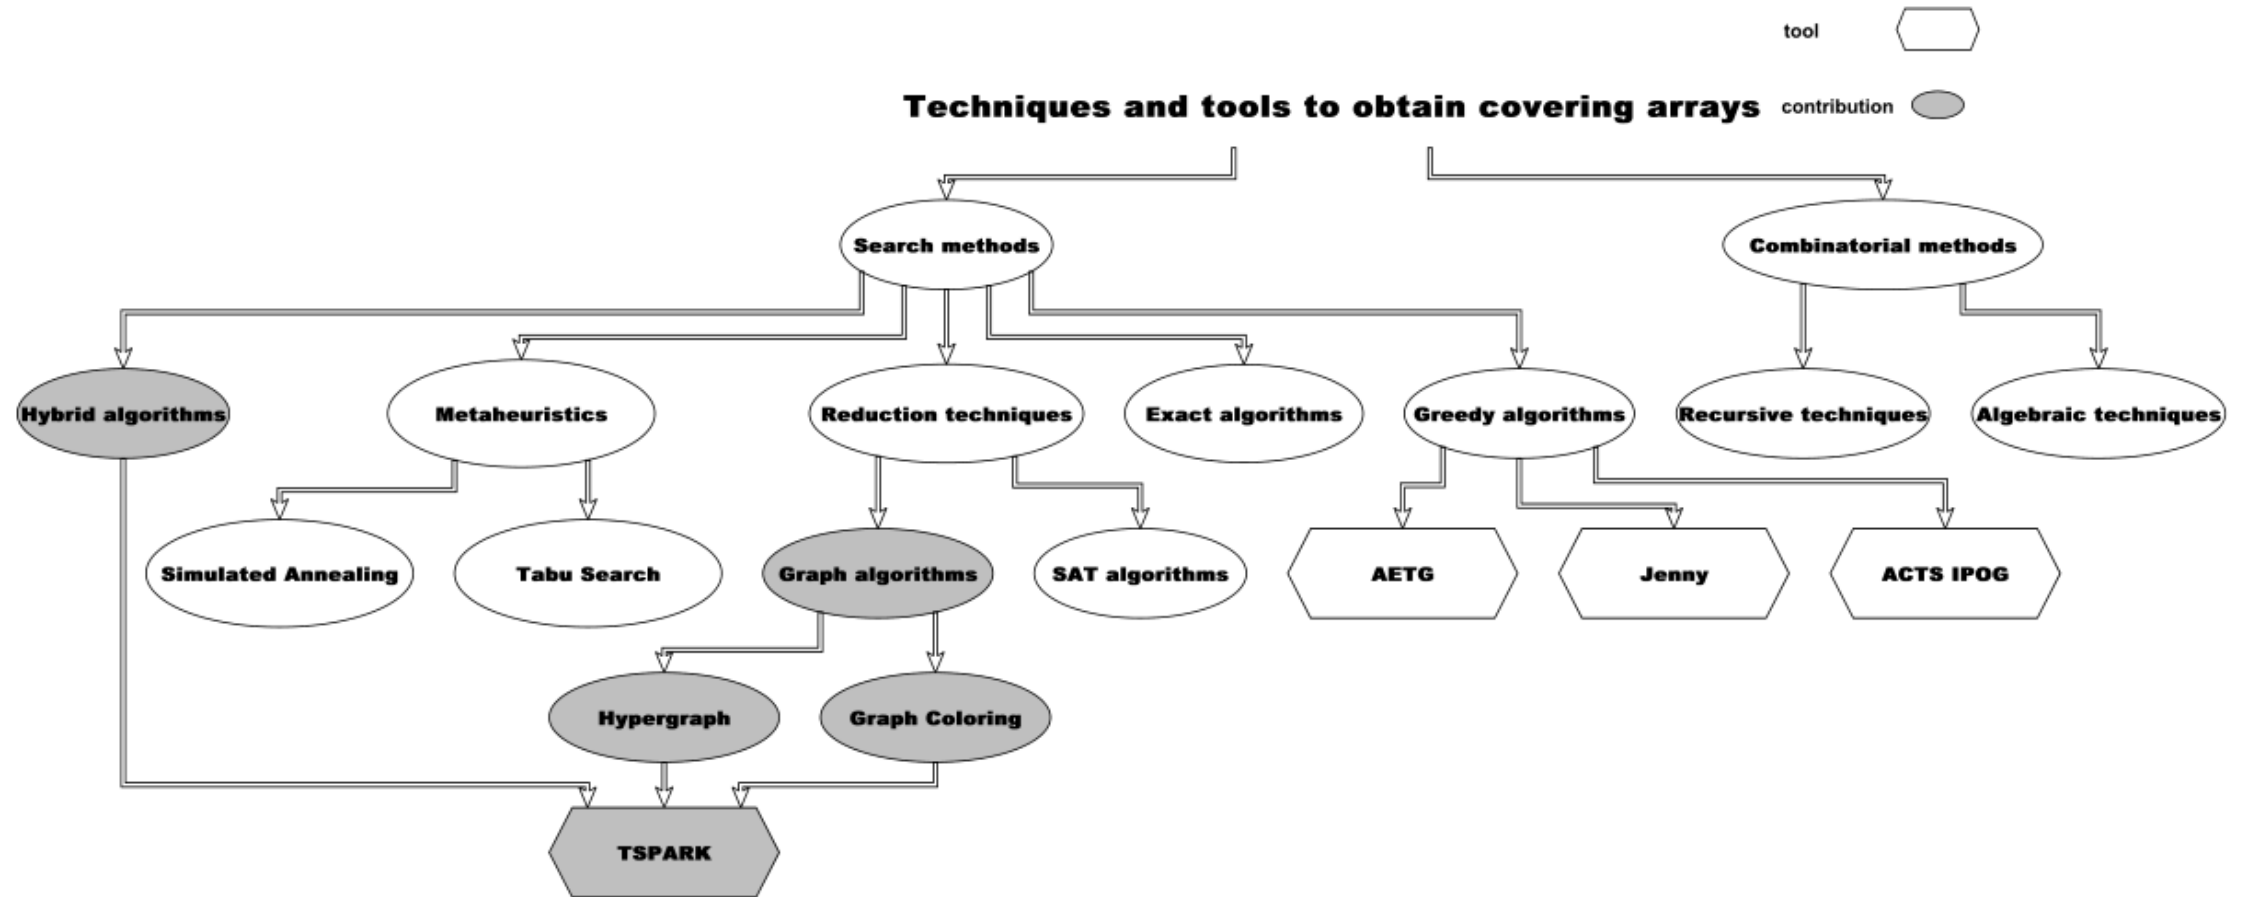 tool
Techniques and tools to obtain covering arrays
contribution
Search methods
Combinatorial methods
Hybrid algorithms
Metaheuristics
Reduction techniques
Exact algorithms
Greedy algorithms
Recursive techniques
Algebraic techniques
Simulated Annealing
Tabu Search
Graph algorithms
SAT algorithms
AETG
Jenny
ACTS IPOG
Hypergraph
Graph Coloring
TSPARK